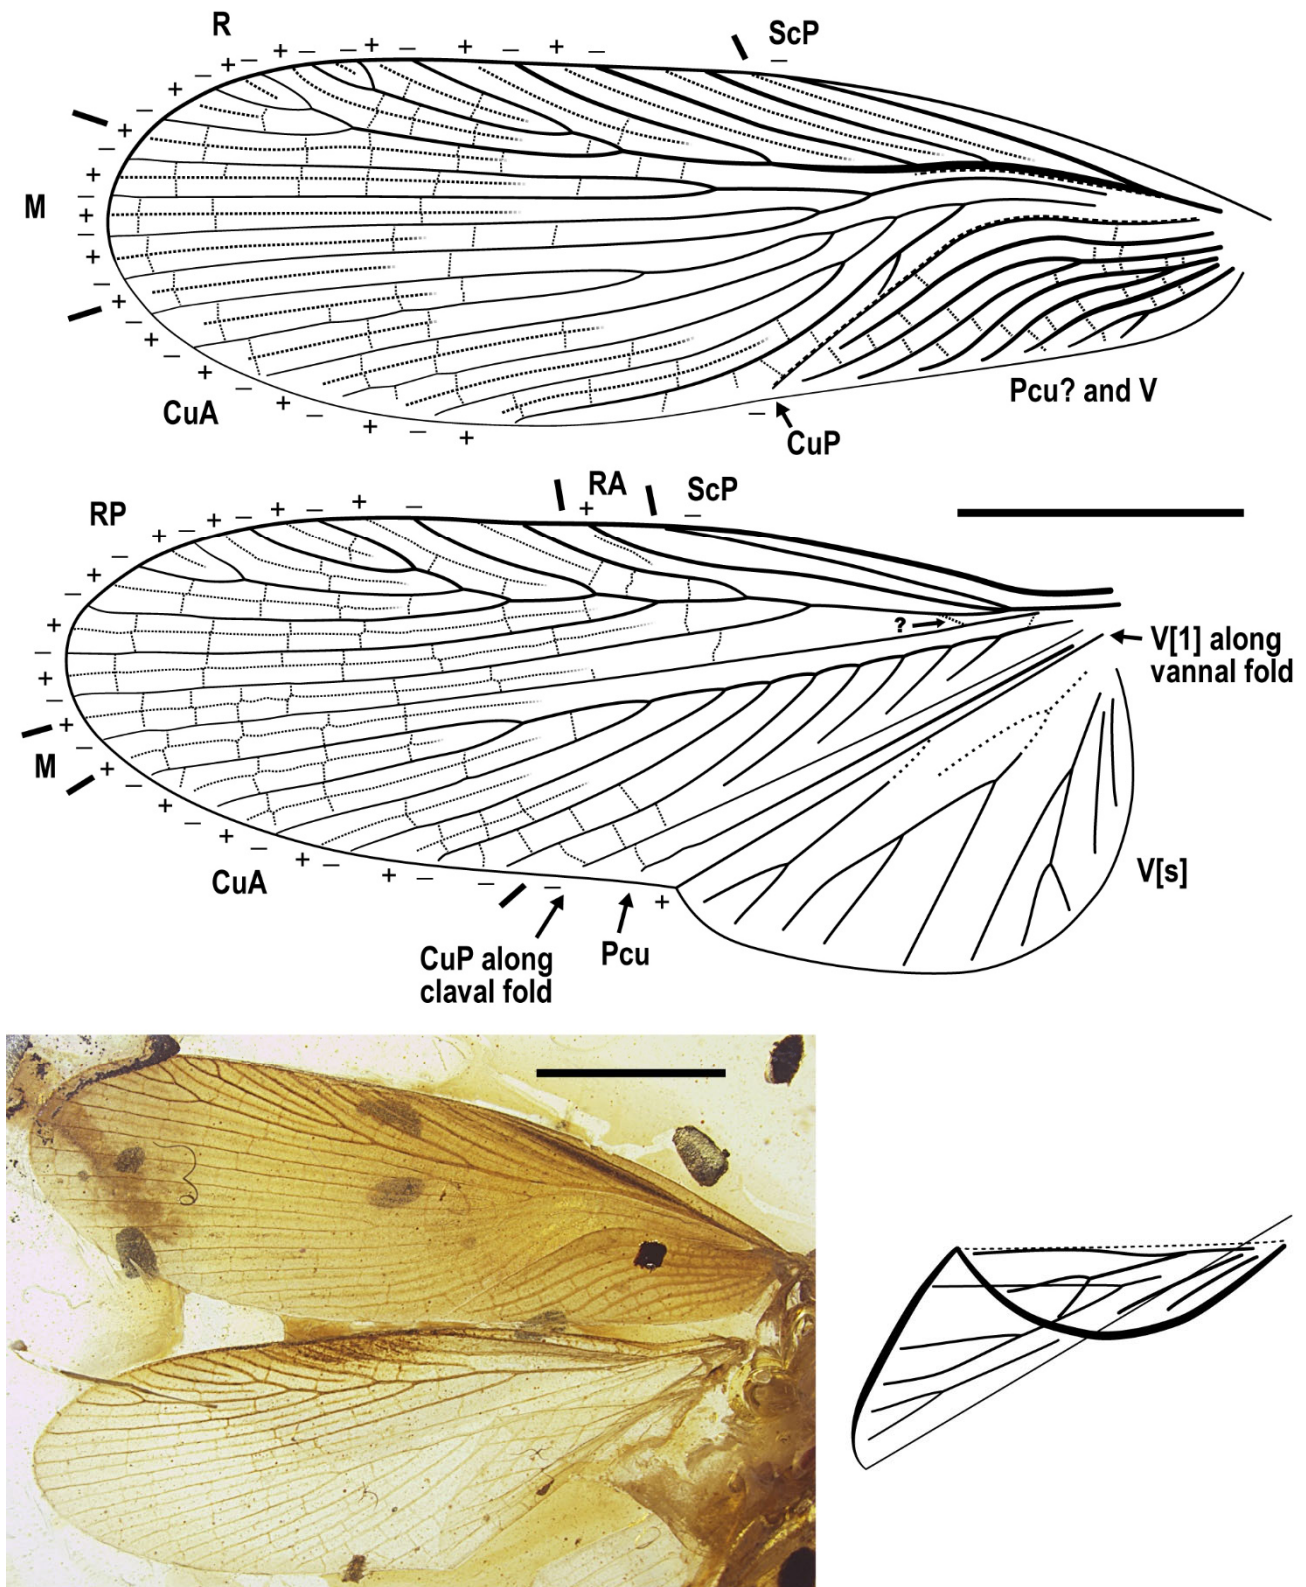 R
ScP
+ − + − − + − + − + − −
− + − + − + −
M
+ − + − + − + − + −
+ − + − + − + − +
CuA
− CuP
Pcu? and V
RP
RA
ScP
− + − + − + − + − + −
+ −
?
V[1] along
vannal fold
+ − + − + − + − + − + − + − + − − − +
M
CuA
V[s]
CuP along
claval fold
Pcu